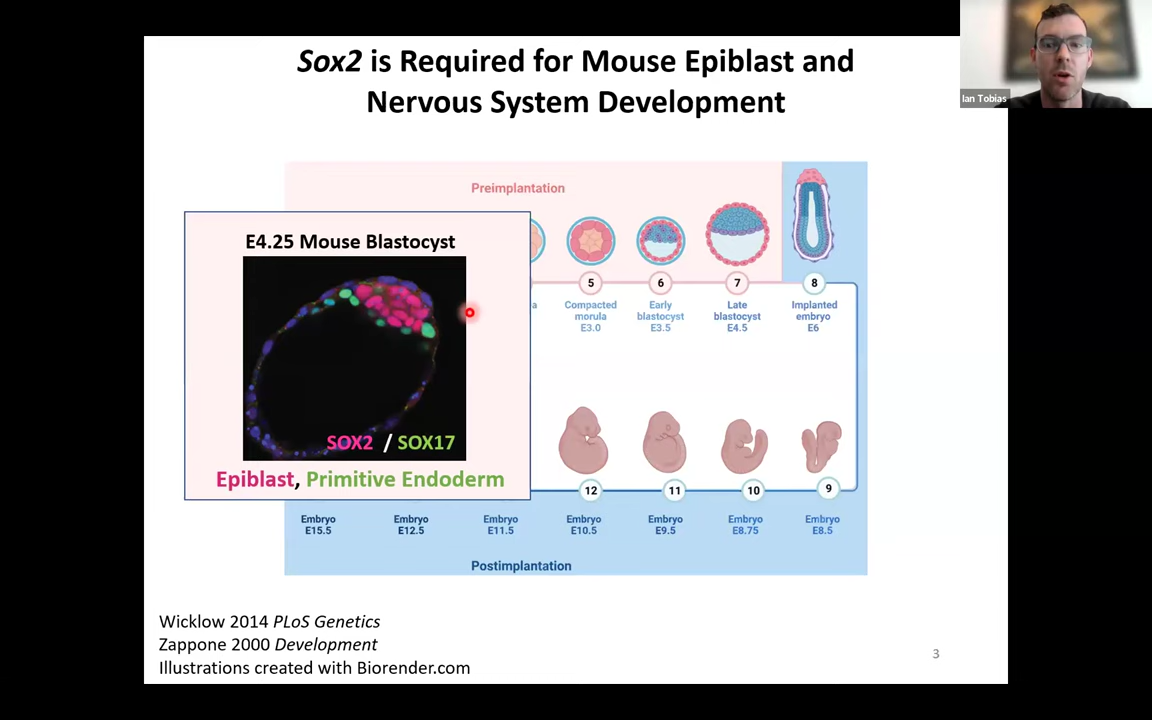 Sox2 is Required for Mouse Epiblast and
Nervous System Development
Ian Tobias
Preimplantation
E4.25 Mouse Blastocyst
SOX2 / SOX17
Epiblast, Primitive Endoderm
5
6
7
8
a
Compacted
morula
E3.0
Early
blastocyst
E3.5
Late
blastocyst
E4.5
Implanted
embryo
E6
12
11
10
9
Embryo
E15.5
Embryo
E12.5
Embryo
E11.5
Embryo
E10.5
Embryo
E9.5
Embryo
E8.75
Embryo
E8.5
Postimplantation
Wicklow 2014 PLoS Genetics
Zappone 2000 Development
Illustrations created with Biorender.com
3